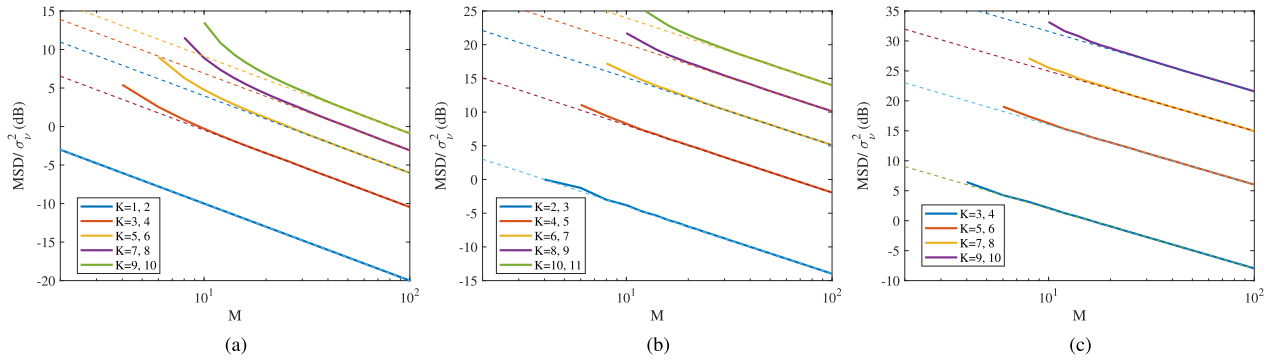 MSD/ σ²ᵥ (dB)
15
10
5
0
-5
-10
-15
-20
K=1, 2
K=3, 4
K=5, 6
K=7, 8
K=9, 10
10¹
10²
M
(a)
MSD/ σ²ᵥ (dB)
25
20
15
10
5
0
-5
-10
-15
K=2, 3
K=4, 5
K=6, 7
K=8, 9
K=10, 11
10¹
10²
M
(b)
MSD/ σ²ᵥ (dB)
35
30
25
20
15
10
5
0
-5
-10
K=3, 4
K=5, 6
K=7, 8
K=9, 10
10¹
10²
M
(c)